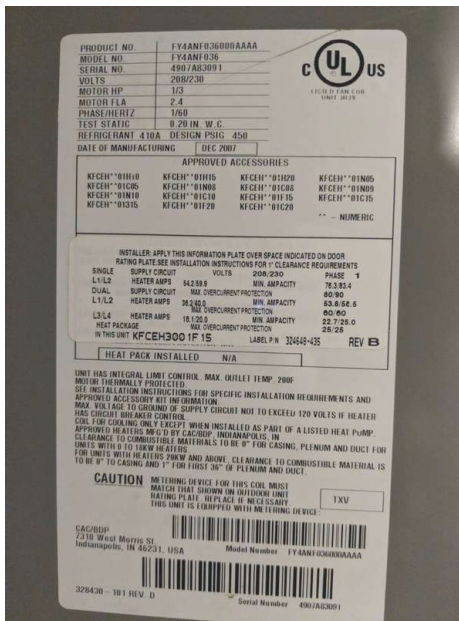 PRODUCT NO. FY4ANF036000AAAA
MODEL NO. FY4ANF036
SERIAL NO. 4907A83091
VOLTS 208/230
MOTOR HP 1/3
MOTOR FLA 2.4
PHASE/HERTZ 1/60
TEST STATIC 0.20 IN. W.C.
REFRIGERANT 410A DESIGN PSIG 450
DATE OF MANUFACTURING DEC 2007
C UL US
LISTED FAN COIL
UNIT
APPROVED ACCESSORIES
KFCEH**01H10 KFCEH**01H15 KFCEH**01H20 KFCEH**01N05
KFCEH**01C05 KFCEH**01N08 KFCEH**01C08 KFCEH**01N09
KFCEH**01N10 KFCEH**01C10 KFCEH**01F15 KFCEH**01C15
KFCEH**01315 KFCEH**01F20 KFCEH**01C20
** - NUMERIC
INSTALLER: APPLY THIS INFORMATION PLATE OVER SPACE INDICATED ON DOOR
RATING PLATE.SEE INSTALLATION INSTRUCTIONS FOR 1" CLEARANCE REQUIREMENTS
SINGLE SUPPLY CIRCUIT VOLTS 208/230 PHASE 1
L1/L2 HEATER AMPS 54.2/59.9 MIN. AMPACITY 76.3/83.4
DUAL SUPPLY CIRCUIT MAX. OVERCURRENT PROTECTION 80/90
L1/L2 HEATER AMPS 36.2/40.0 MIN. AMPACITY 53.8/58.5
SUPPLY CIRCUIT MAX. OVERCURRENT PROTECTION 60/60
L3/L4 HEATER AMPS 18.1/20.0 MIN. AMPACITY 22.7/25.0
HEAT PACKAGE MAX. OVERCURRENT PROTECTION 25/25
IN THIS UNIT KFCEH3001F15 LABEL P/N 324648-435 REV B
HEAT PACK INSTALLED N/A
UNIT HAS INTEGRAL LIMIT CONTROL. MAX. OUTLET TEMP. 200F
MOTOR THERMALLY PROTECTED.
SEE INSTALLATION INSTRUCTIONS FOR SPECIFIC INSTALLATION REQUIREMENTS AND
APPROVED ACCESSORY KIT INFORMATION.
MAX. VOLTAGE TO GROUND OF SUPPLY CIRCUIT NOT TO EXCEED 120 VOLTS IF HEATER
HAS CIRCUIT BREAKER CONTROL.
COIL FOR COOLING ONLY EXCEPT WHEN INSTALLED AS PART OF A LISTED HEAT PUMP.
APPROVED HEATERS MFG'D BY CAC/BDP, INDIANAPOLIS, IN
CLEARANCE TO COMBUSTIBLE MATERIALS TO BE 0" FOR CASING, PLENUM AND DUCT FOR
UNITS WITH 0 TO 18KW HEATERS.
FOR UNITS WITH HEATERS 20KW AND ABOVE, CLEARANCE TO COMBUSTIBLE MATERIAL IS
TO BE 0" TO CASING AND 1" FOR FIRST 36" OF PLENUM AND DUCT.
CAUTION METERING DEVICE FOR THIS COIL MUST
MATCH THAT SHOWN ON OUTDOOR UNIT
RATING PLATE. REPLACE IF NECESSARY.
THIS UNIT IS EQUIPPED WITH METERING DEVICE: TXV
CAC/BDP
7310 West Morris St.
Indianapolis, IN 46231, USA
Model Number FY4ANF036000AAAA
328430 - 101 REV. D
Serial Number 4907A83091